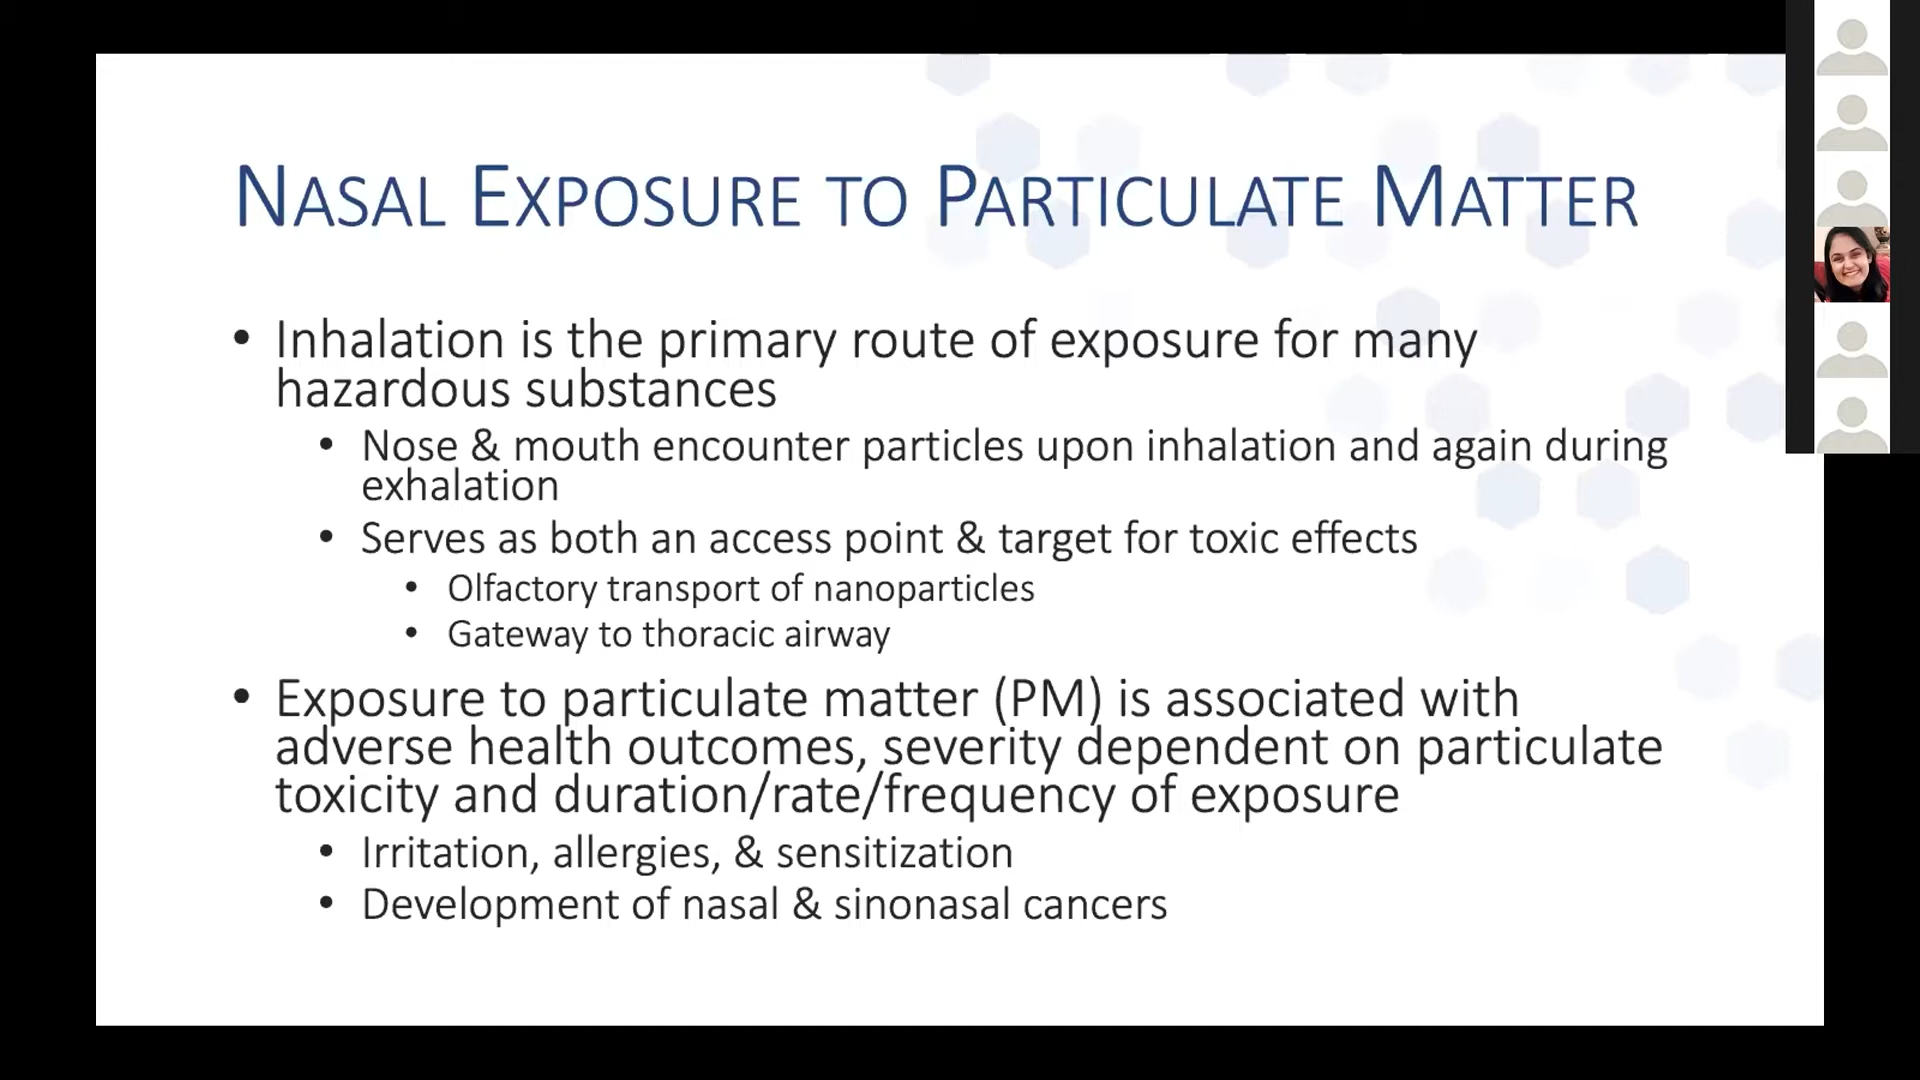 NASAL EXPOSURE TO PARTICULATE MATTER
• Inhalation is the primary route of exposure for many
hazardous substances
• Nose & mouth encounter particles upon inhalation and again during
exhalation
• Serves as both an access point & target for toxic effects
• Olfactory transport of nanoparticles
• Gateway to thoracic airway
• Exposure to particulate matter (PM) is associated with
adverse health outcomes, severity dependent on particulate
toxicity and duration/rate/frequency of exposure
• Irritation, allergies, & sensitization
• Development of nasal & sinonasal cancers